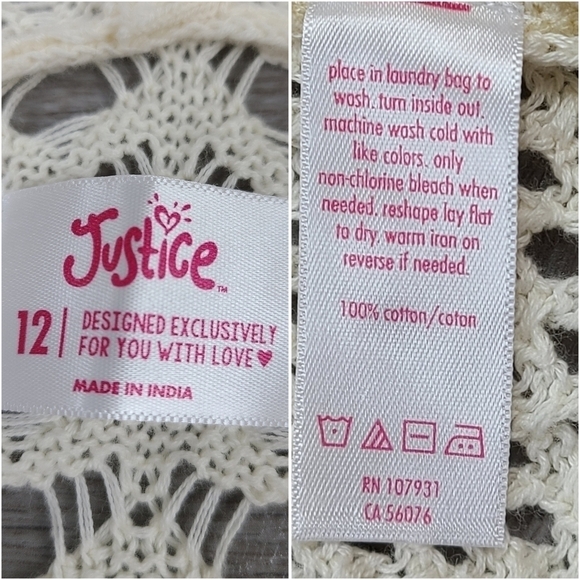 Justice™
12 | DESIGNED EXCLUSIVELY
FOR YOU WITH LOVE
MADE IN INDIA
place in laundry bag to
wash. turn inside out.
machine wash cold with
like colors. only
non-chlorine bleach when
needed. reshape lay flat
to dry. warm iron on
reverse if needed.
100% cotton/coton
RN 107931
CA 56076